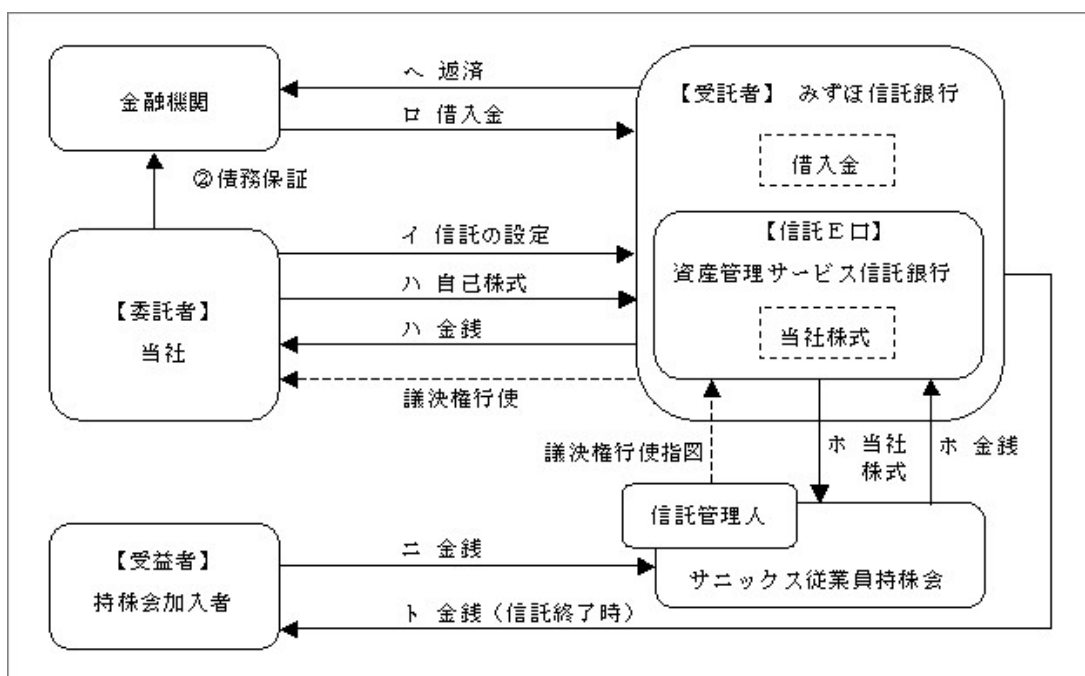 金融機関
ヘ 返済
ロ 借入金
【受託者】 みずほ信託銀行
借入金
②債務保証
【委託者】
当社
イ 信託の設定
ハ 自己株式
ハ 金銭
議決権行使
【信託E口】
資産管理サービス信託銀行
当社株式
議決権行使指図
ホ 当社
株式
ホ 金銭
信託管理人
サニックス従業員持株会
【受益者】
持株会加入者
ニ 金銭
ト 金銭(信託終了時)